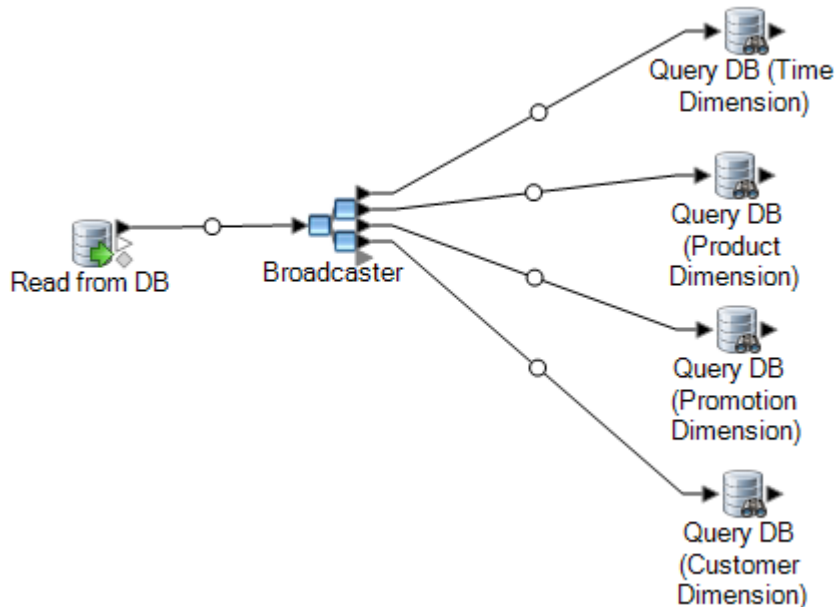 Query DB (Time
Dimension)
Query DB
(Product
Dimension)
Read from DB
Broadcaster
Query DB
(Promotion
Dimension)
Query DB
(Customer
Dimension)